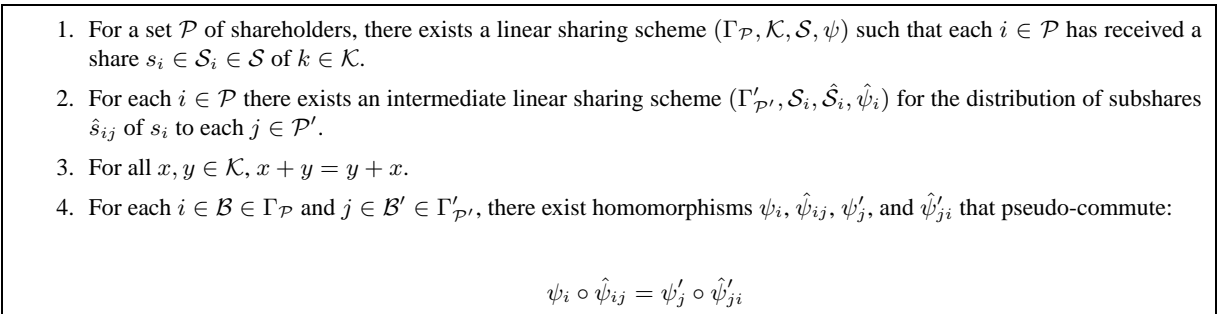 1. For a set 𝒫 of shareholders, there exists a linear sharing scheme (Γ_𝒫, 𝒦, 𝒮, ψ) such that each i ∈ 𝒫 has received a
share s_i ∈ 𝒮_i ∈ 𝒮 of k ∈ 𝒦.
2. For each i ∈ 𝒫 there exists an intermediate linear sharing scheme (Γ′_𝒫′, 𝒮_i, 𝒮̂_i, ψ̂_i) for the distribution of subshares
ŝ_ij of s_i to each j ∈ 𝒫′.
3. For all x, y ∈ 𝒦, x + y = y + x.
4. For each i ∈ ℬ ∈ Γ_𝒫 and j ∈ ℬ′ ∈ Γ′_𝒫′, there exist homomorphisms ψ_i, ψ̂_ij, ψ′_j, and ψ̂′_ji that pseudo-commute:
ψ_i ∘ ψ̂_ij = ψ′_j ∘ ψ̂′_ji